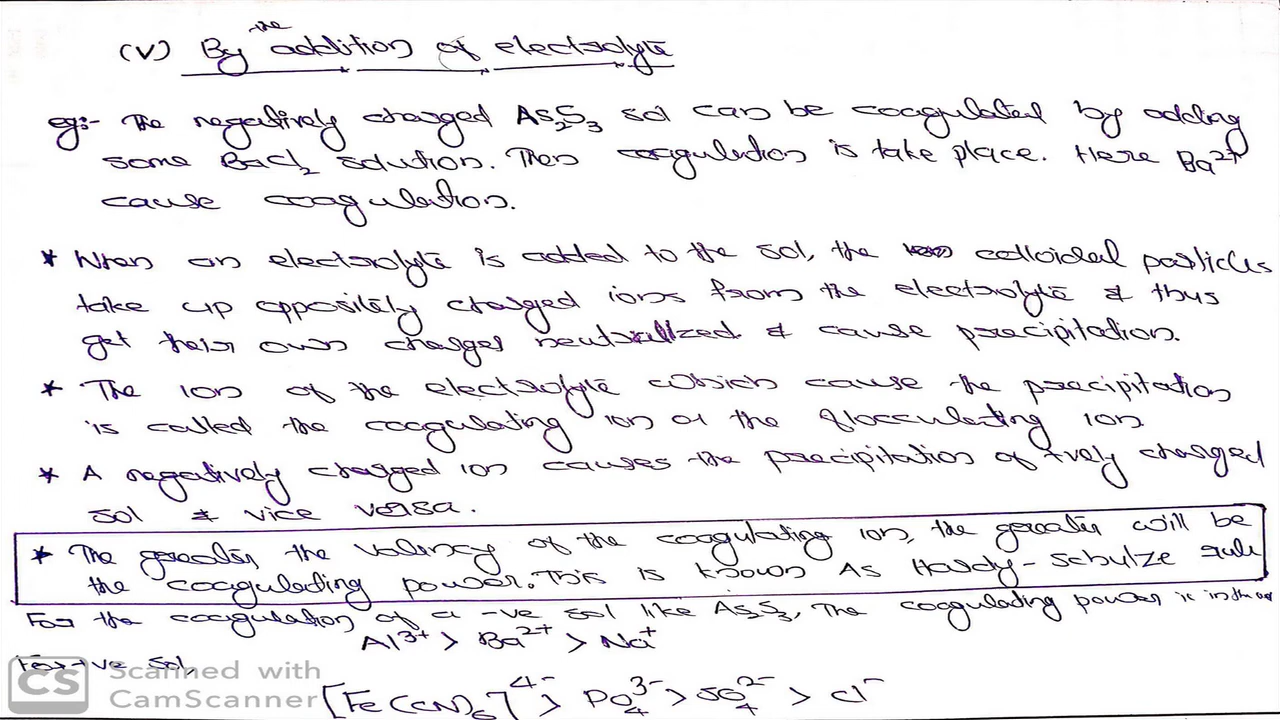 (V) By the addition of electrolyte
eg:- The negatively charged As₂S₃ sol can be coagulated by adding
some BaCl₂ solution. Then coagulation is take place. Here Ba²⁺
cause coagulation.
* When an electrolyte is added to the sol, the colloidal particles
take up oppositely charged ions from the electrolyte & thus
get their own charges neutralized & cause precipitation.
* The ion of the electrolyte which cause the precipitation
is called the coagulating ion or the flocculating ion
* A negatively charged ion causes the precipitation of +vely charged
sol & vice versa.
* The greater the valency of the coagulating ion, the greater will be
the coagulating power. This is known As Hardy-Schulze rule
For the coagulation of a -ve sol like As₂S₃, The coagulating power is in the
Al³⁺ > Ba²⁺ > Na⁺
For +ve sol,
[Fe(CN)₆]⁴⁻ > PO₄³⁻ > SO₄²⁻ > Cl⁻
CS Scanned with
CamScanner